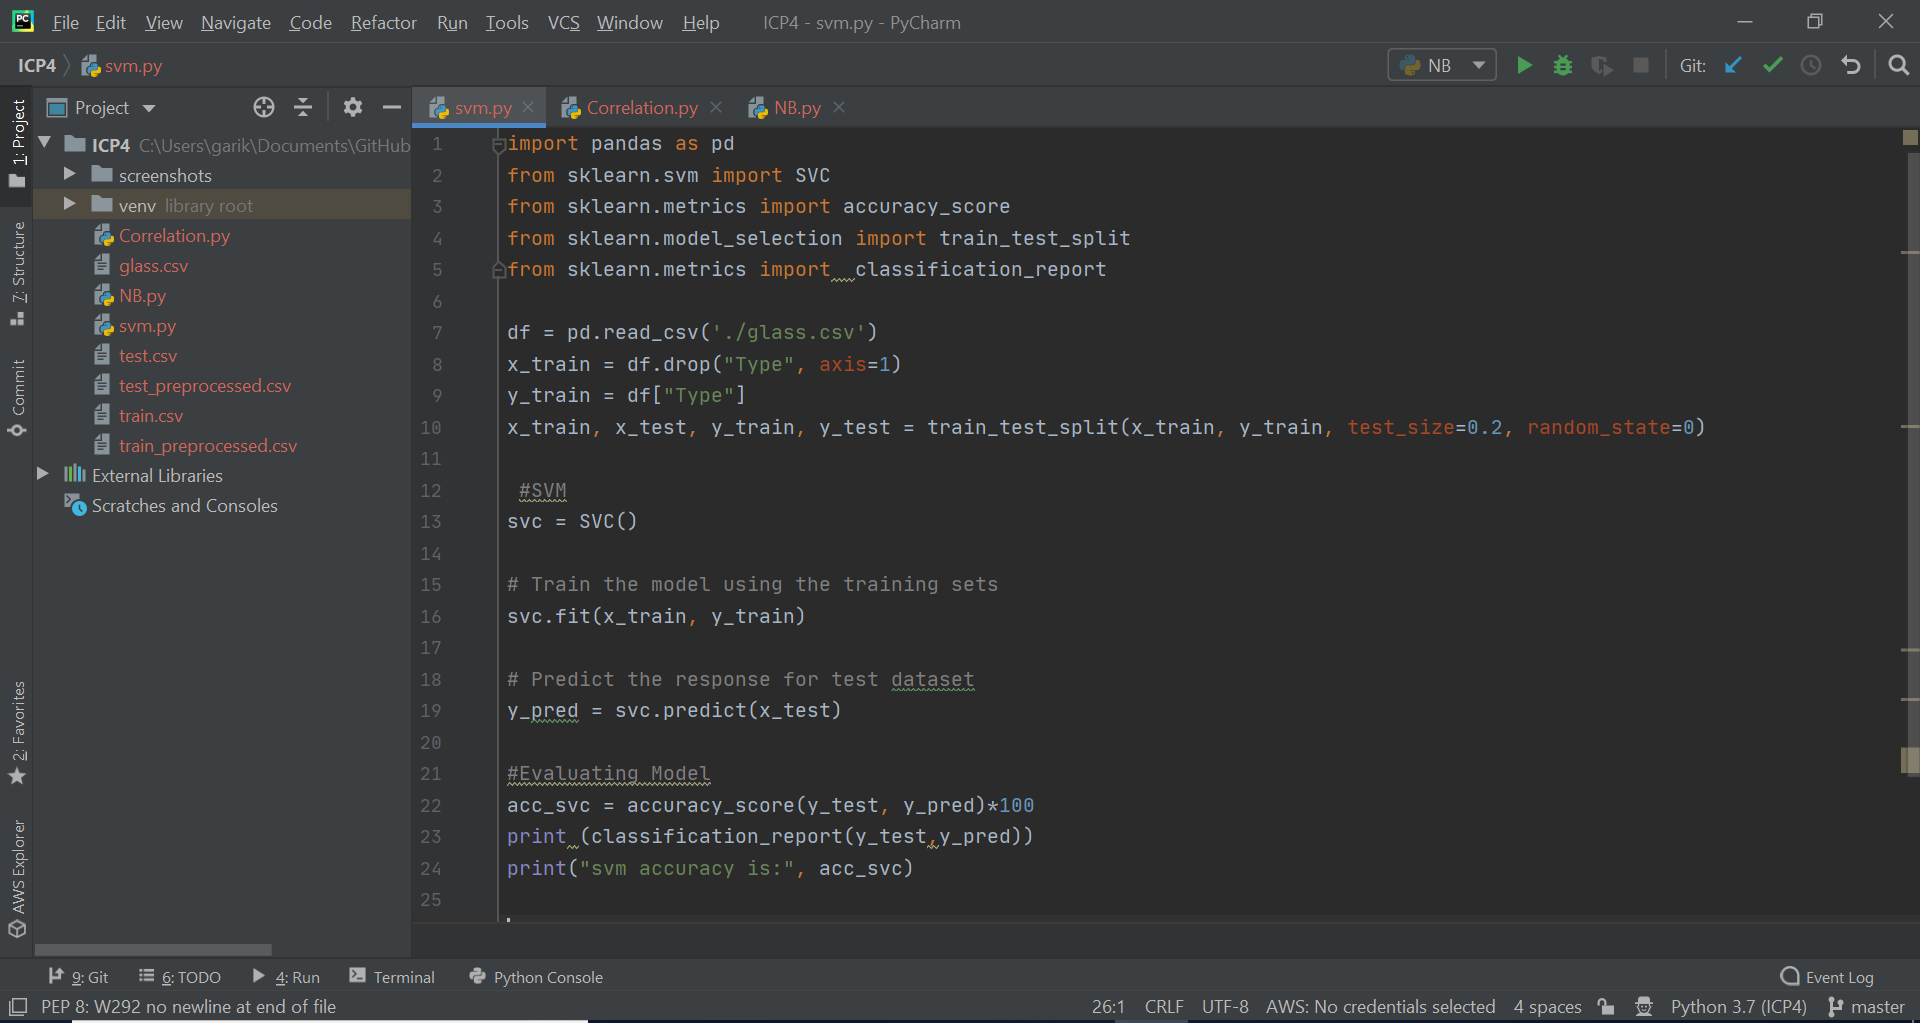 PC File Edit View Navigate Code Refactor Run Tools VCS Window Help ICP4 - svm.py - PyCharm
ICP4 svm.py NB Git:
1: Project
7: Structure
Commit
2: Favorites
AWS Explorer
Project
ICP4 C:\Users\garik\Documents\GitHub
screenshots
venv library root
Correlation.py
glass.csv
NB.py
svm.py
test.csv
test_preprocessed.csv
train.csv
train_preprocessed.csv
External Libraries
Scratches and Consoles
svm.py Correlation.py NB.py
1 import pandas as pd
2 from sklearn.svm import SVC
3 from sklearn.metrics import accuracy_score
4 from sklearn.model_selection import train_test_split
5 from sklearn.metrics import  classification_report
6
7 df = pd.read_csv('./glass.csv')
8 x_train = df.drop("Type", axis=1)
9 y_train = df["Type"]
10 x_train, x_test, y_train, y_test = train_test_split(x_train, y_train, test_size=0.2, random_state=0)
11
12  #SVM
13 svc = SVC()
14
15 # Train the model using the training sets
16 svc.fit(x_train, y_train)
17
18 # Predict the response for test dataset
19 y_pred = svc.predict(x_test)
20
21 #Evaluating Model
22 acc_svc = accuracy_score(y_test, y_pred)*100
23 print (classification_report(y_test,y_pred))
24 print("svm accuracy is:", acc_svc)
25
9: Git 6: TODO 4: Run Terminal Python Console Event Log
PEP 8: W292 no newline at end of file 26:1 CRLF UTF-8 AWS: No credentials selected 4 spaces Python 3.7 (ICP4) master